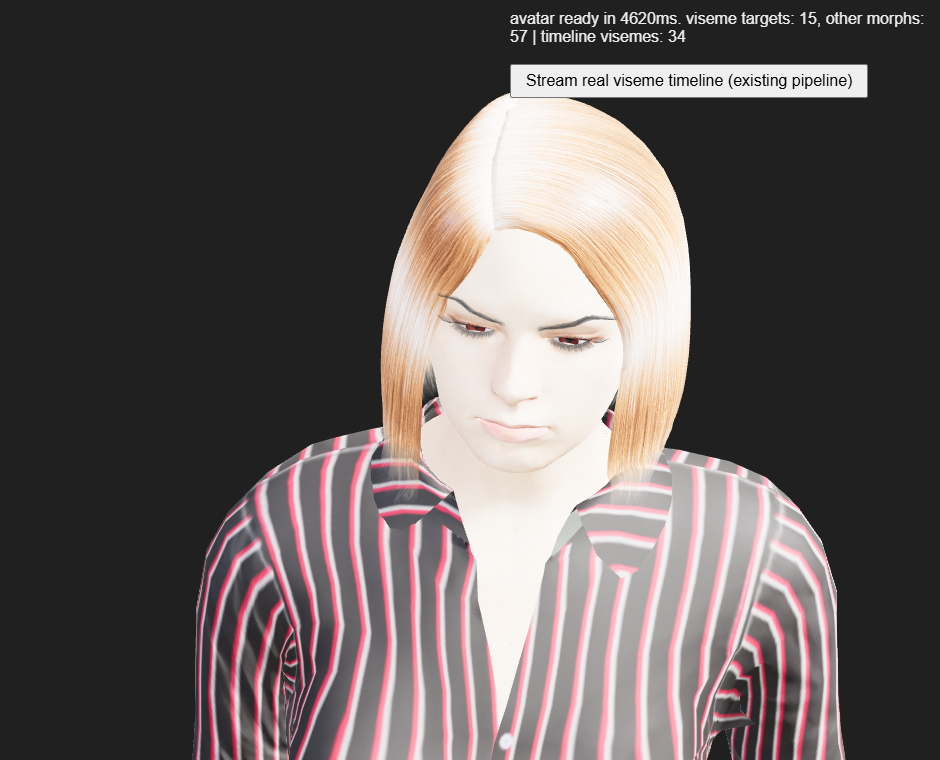 avatar ready in 4620ms. viseme targets: 15, other morphs:
57 | timeline visemes: 34
Stream real viseme timeline (existing pipeline)